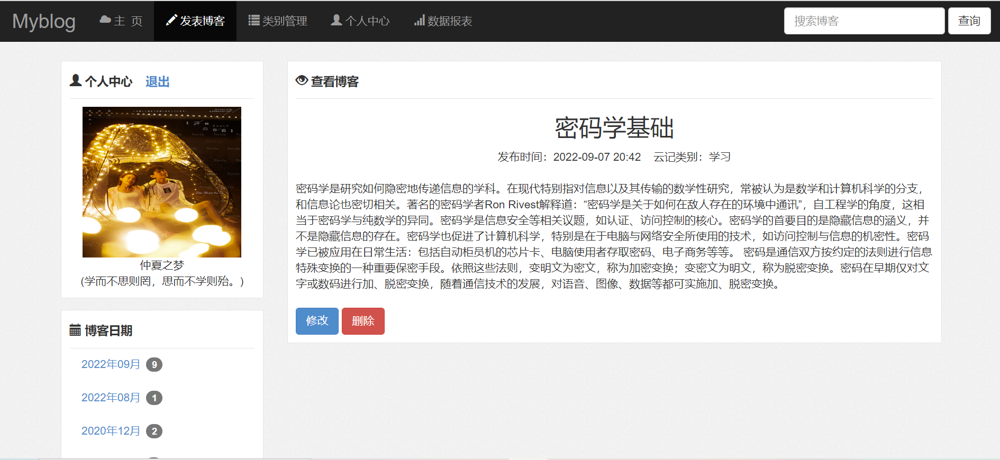 Myblog 主 页 发表博客 类别管理 个人中心 数据报表 搜索博客 查询
个人中心 退出
仲夏之梦
(学而不思则罔，思而不学则殆。)
博客日期
2022年09月 9
2022年08月 1
2020年12月 2
查看博客
密码学基础
发布时间：2022-09-07 20:42 云记类别：学习
密码学是研究如何隐密地传递信息的学科。在现代特别指对信息以及其传输的数学性研究，常被认为是数学和计算机科学的分支，
和信息论也密切相关。著名的密码学者Ron Rivest解释道：“密码学是关于如何在敌人存在的环境中通讯”，自工程学的角度，这相
当于密码学与纯数学的异同。密码学是信息安全等相关议题，如认证、访问控制的核心。密码学的首要目的是隐藏信息的涵义，并
不是隐藏信息的存在。密码学也促进了计算机科学，特别是在于电脑与网络安全所使用的技术，如访问控制与信息的机密性。密码
学已被应用在日常生活：包括自动柜员机的芯片卡、电脑使用者存取密码、电子商务等等。 密码是通信双方按约定的法则进行信息
特殊变换的一种重要保密手段。依照这些法则，变明文为密文，称为加密变换；变密文为明文，称为脱密变换。密码在早期仅对文
字或数码进行加、脱密变换，随着通信技术的发展，对语音、图像、数据等都可实施加、脱密变换。
修改 删除